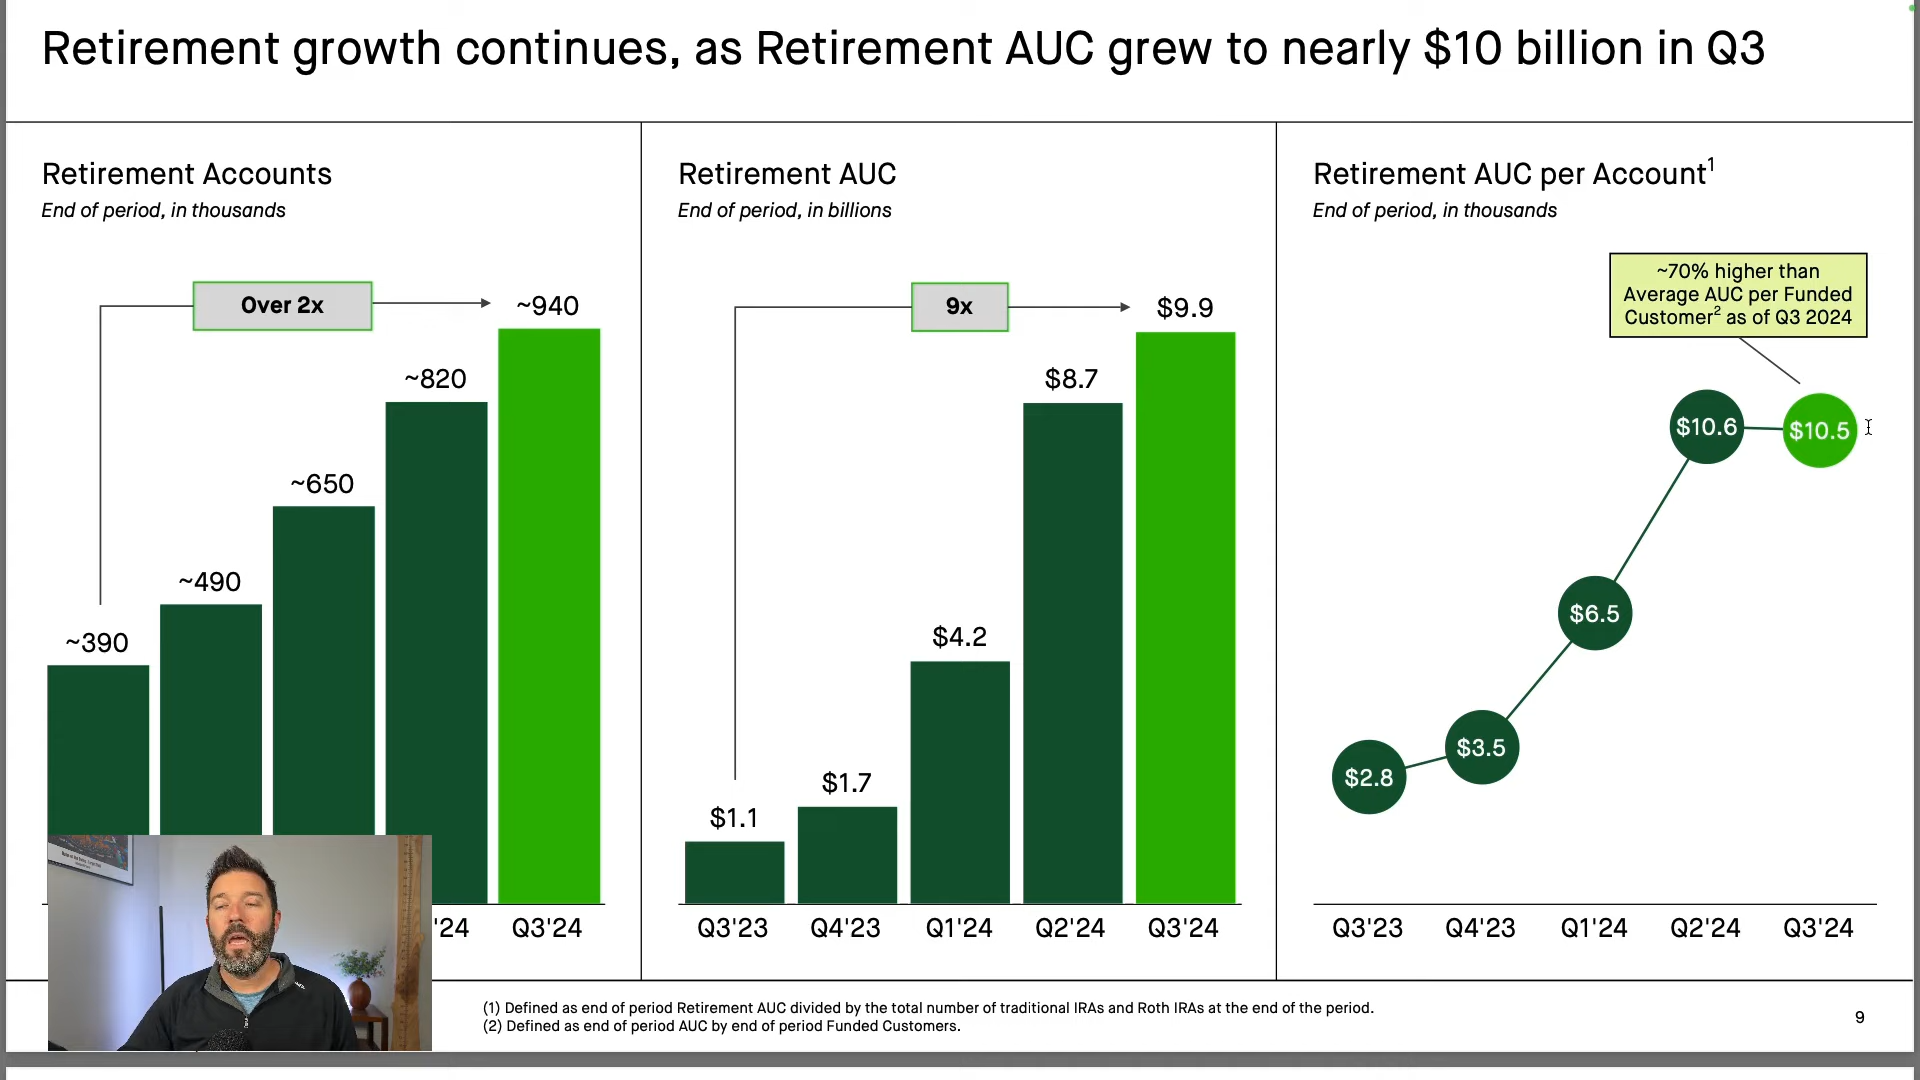 Retirement growth continues, as Retirement AUC grew to nearly $10 billion in Q3
Retirement Accounts
End of period, in thousands
Over 2x
~390
~490
~650
~820
~940
'24
Q3'24
Retirement AUC
End of period, in billions
9x
$1.1
$1.7
$4.2
$8.7
$9.9
Q3'23
Q4'23
Q1'24
Q2'24
Q3'24
Retirement AUC per Account¹
End of period, in thousands
~70% higher than
Average AUC per Funded
Customer² as of Q3 2024
$2.8
$3.5
$6.5
$10.6
$10.5
Q3'23
Q4'23
Q1'24
Q2'24
Q3'24
(1) Defined as end of period Retirement AUC divided by the total number of traditional IRAs and Roth IRAs at the end of the period.
(2) Defined as end of period AUC by end of period Funded Customers.
9